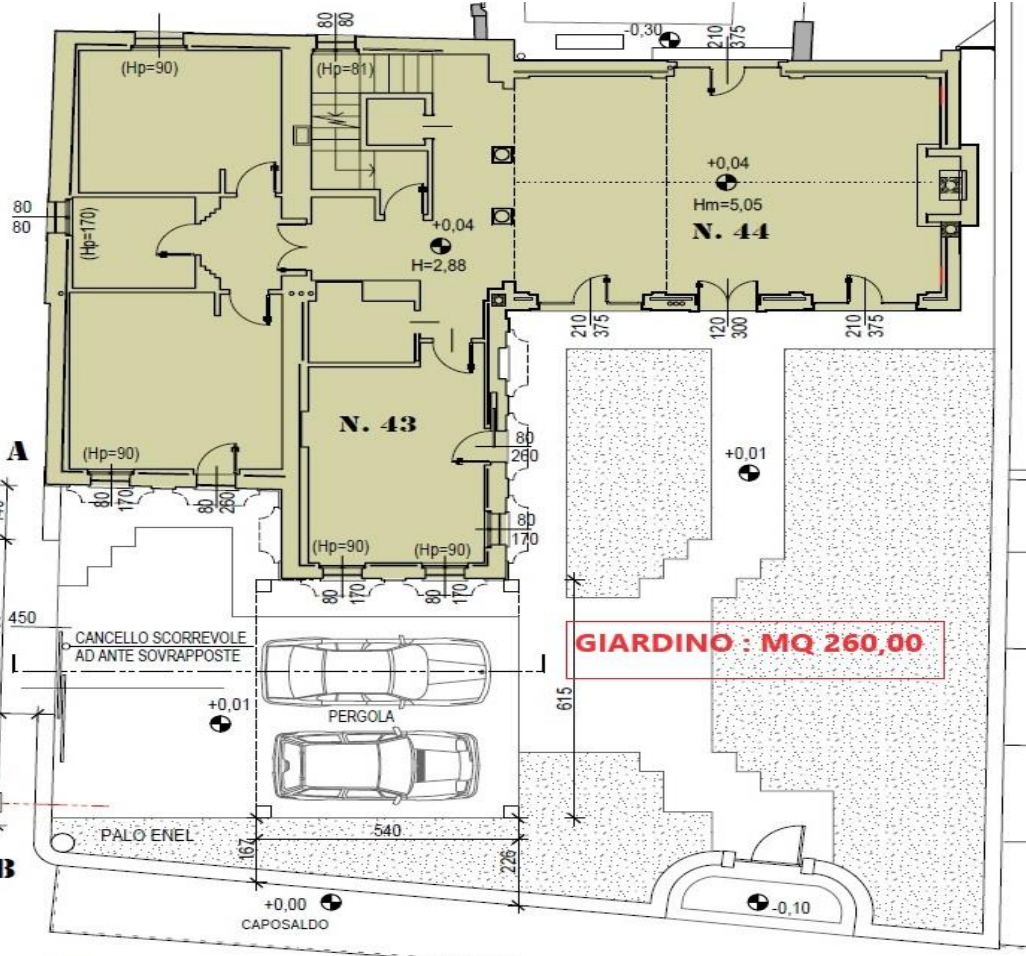 80
80
-0,30
210
375
(Hp=90)
(Hp=81)
+0,04
Hm=5,05
N. 44
80
80
(Hp=170)
+0,04
H=2,88
210
375
120
300
210
375
N. 43
A
(Hp=90)
80
260
+0,01
80
170
80
260
80
170
(Hp=90)
(Hp=90)
80
170
80
170
450
CANCELLO SCORREVOLE
AD ANTE SOVRAPPOSTE
GIARDINO : MQ 260,00
+0,01
PERGOLA
615
PALO ENEL
540
167
226
B
+0,00
CAPOSALDO
-0,10